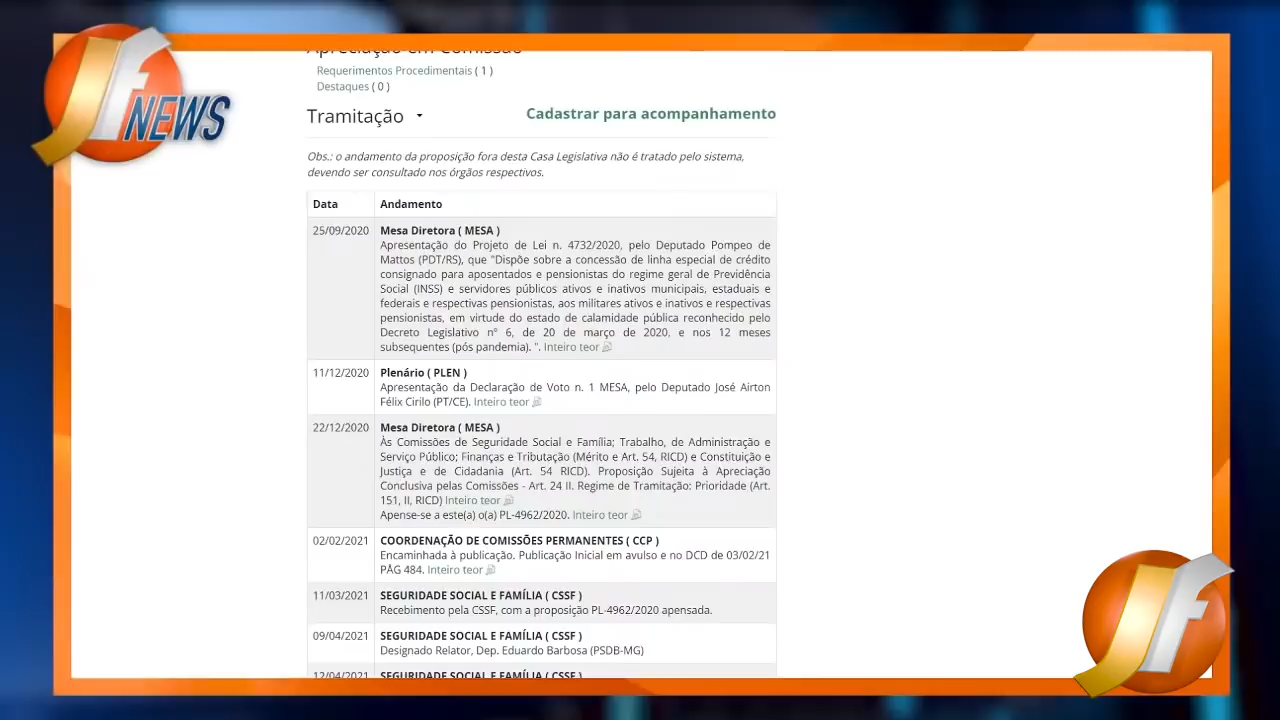 Apreciação em Comissão
Requerimentos Procedimentais ( 1 )
Destaques ( 0 )
JF NEWS
Tramitação
Cadastrar para acompanhamento
Obs.: o andamento da proposição fora desta Casa Legislativa não é tratado pelo sistema,
devendo ser consultado nos órgãos respectivos.
Data Andamento
25/09/2020 Mesa Diretora ( MESA )
Apresentação do Projeto de Lei n. 4732/2020, pelo Deputado Pompeo de
Mattos (PDT/RS), que "Dispõe sobre a concessão de linha especial de crédito
consignado para aposentados e pensionistas do regime geral de Previdência
Social (INSS) e servidores públicos ativos e inativos municipais, estaduais e
federais e respectivas pensionistas, aos militares ativos e inativos e respectivas
pensionistas, em virtude do estado de calamidade pública reconhecido pelo
Decreto Legislativo nº 6, de 20 de março de 2020, e nos 12 meses
subsequentes (pós pandemia). ". Inteiro teor
11/12/2020 Plenário ( PLEN )
Apresentação da Declaração de Voto n. 1 MESA, pelo Deputado José Airton
Félix Cirilo (PT/CE). Inteiro teor
22/12/2020 Mesa Diretora ( MESA )
Às Comissões de Seguridade Social e Família; Trabalho, de Administração e
Serviço Público; Finanças e Tributação (Mérito e Art. 54, RICD) e Constituição e
Justiça e de Cidadania (Art. 54 RICD). Proposição Sujeita à Apreciação
Conclusiva pelas Comissões - Art. 24 II. Regime de Tramitação: Prioridade (Art.
151, II, RICD) Inteiro teor
Apense-se a este(a) o(a) PL-4962/2020. Inteiro teor
02/02/2021 COORDENAÇÃO DE COMISSÕES PERMANENTES ( CCP )
Encaminhada à publicação. Publicação Inicial em avulso e no DCD de 03/02/21
PÁG 484. Inteiro teor
11/03/2021 SEGURIDADE SOCIAL E FAMÍLIA ( CSSF )
Recebimento pela CSSF, com a proposição PL-4962/2020 apensada.
09/04/2021 SEGURIDADE SOCIAL E FAMÍLIA ( CSSF )
Designado Relator, Dep. Eduardo Barbosa (PSDB-MG)
12/04/2021 SEGURIDADE SOCIAL E FAMÍLIA ( CSSF )
Jf